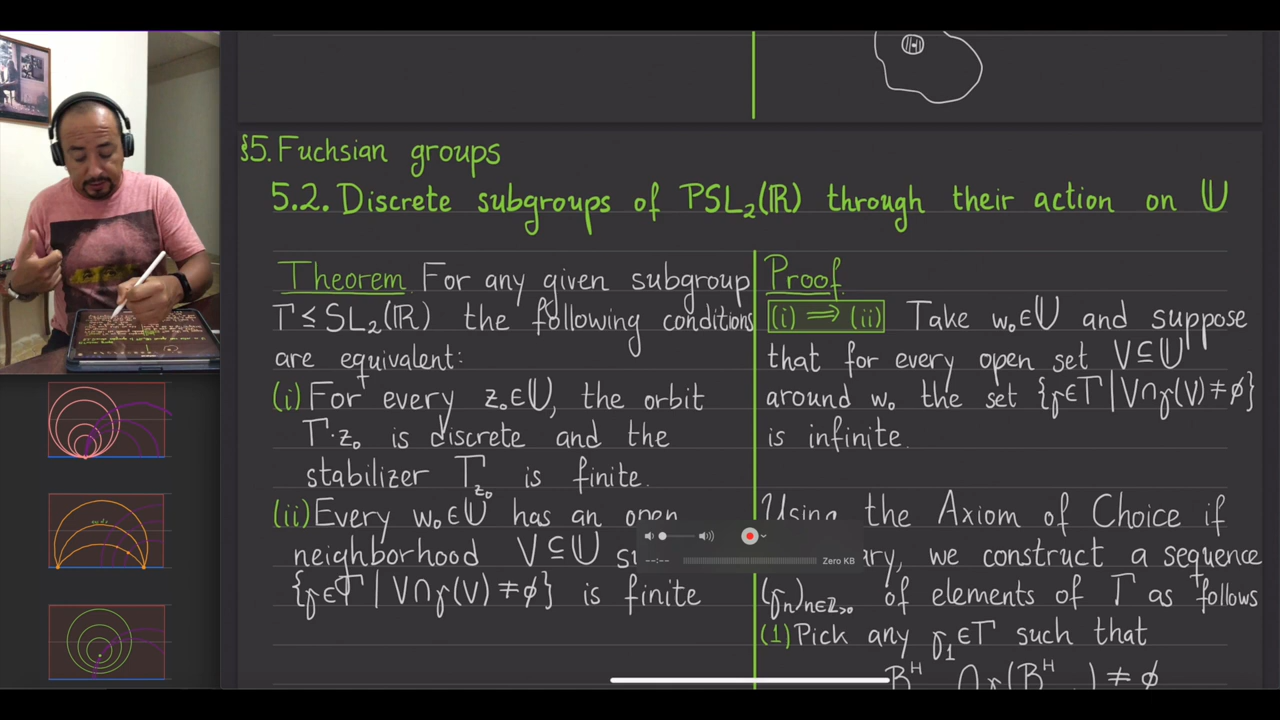 §5. Fuchsian groups
5.2. Discrete subgroups of PSL₂(ℝ) through their action on 𝕌
Theorem. For any given subgroup
Γ ≤ SL₂(ℝ) the following conditions
are equivalent:
(i) For every z₀∈𝕌, the orbit
Γ·z₀ is discrete and the
stabilizer Γ_z₀ is finite.
(ii) Every w₀∈𝕌 has an open
neighborhood V⊆𝕌
{γ∈Γ | V∩γ(V)≠∅} is finite
Proof.
(i) ⟹ (ii) Take w₀∈𝕌 and suppose
that for every open set V⊆𝕌
around w₀ the set {γ∈Γ | V∩γ(V)≠∅}
is infinite.
Using the Axiom of Choice if
we construct a sequence
(γₙ)ₙ∈ℤ>0 of elements of Γ as follows
(1) Pick any γ₁∈Γ such that
--:--
Zero KB